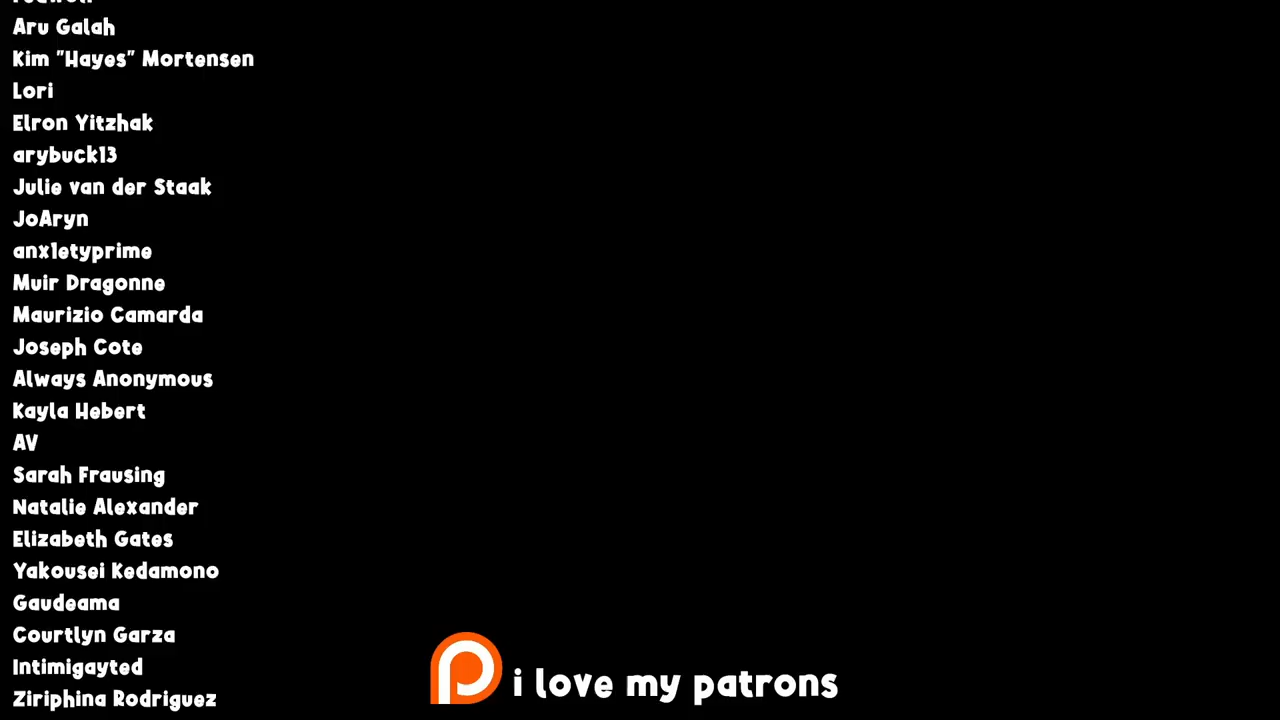 Aru Galah
Kim "Hayes" Mortensen
Lori
Elron Yitzhak
arybuck13
Julie van der Staak
JoAryn
anx1etyprime
Muir Dragonne
Maurizio Camarda
Joseph Cote
Always Anonymous
Kayla Hebert
AV
Sarah Frausing
Natalie Alexander
Elizabeth Gates
Yakousei Kedamono
Gaudeama
Courtlyn Garza
Intimigayted
Ziriphina Rodriguez
i love my patrons